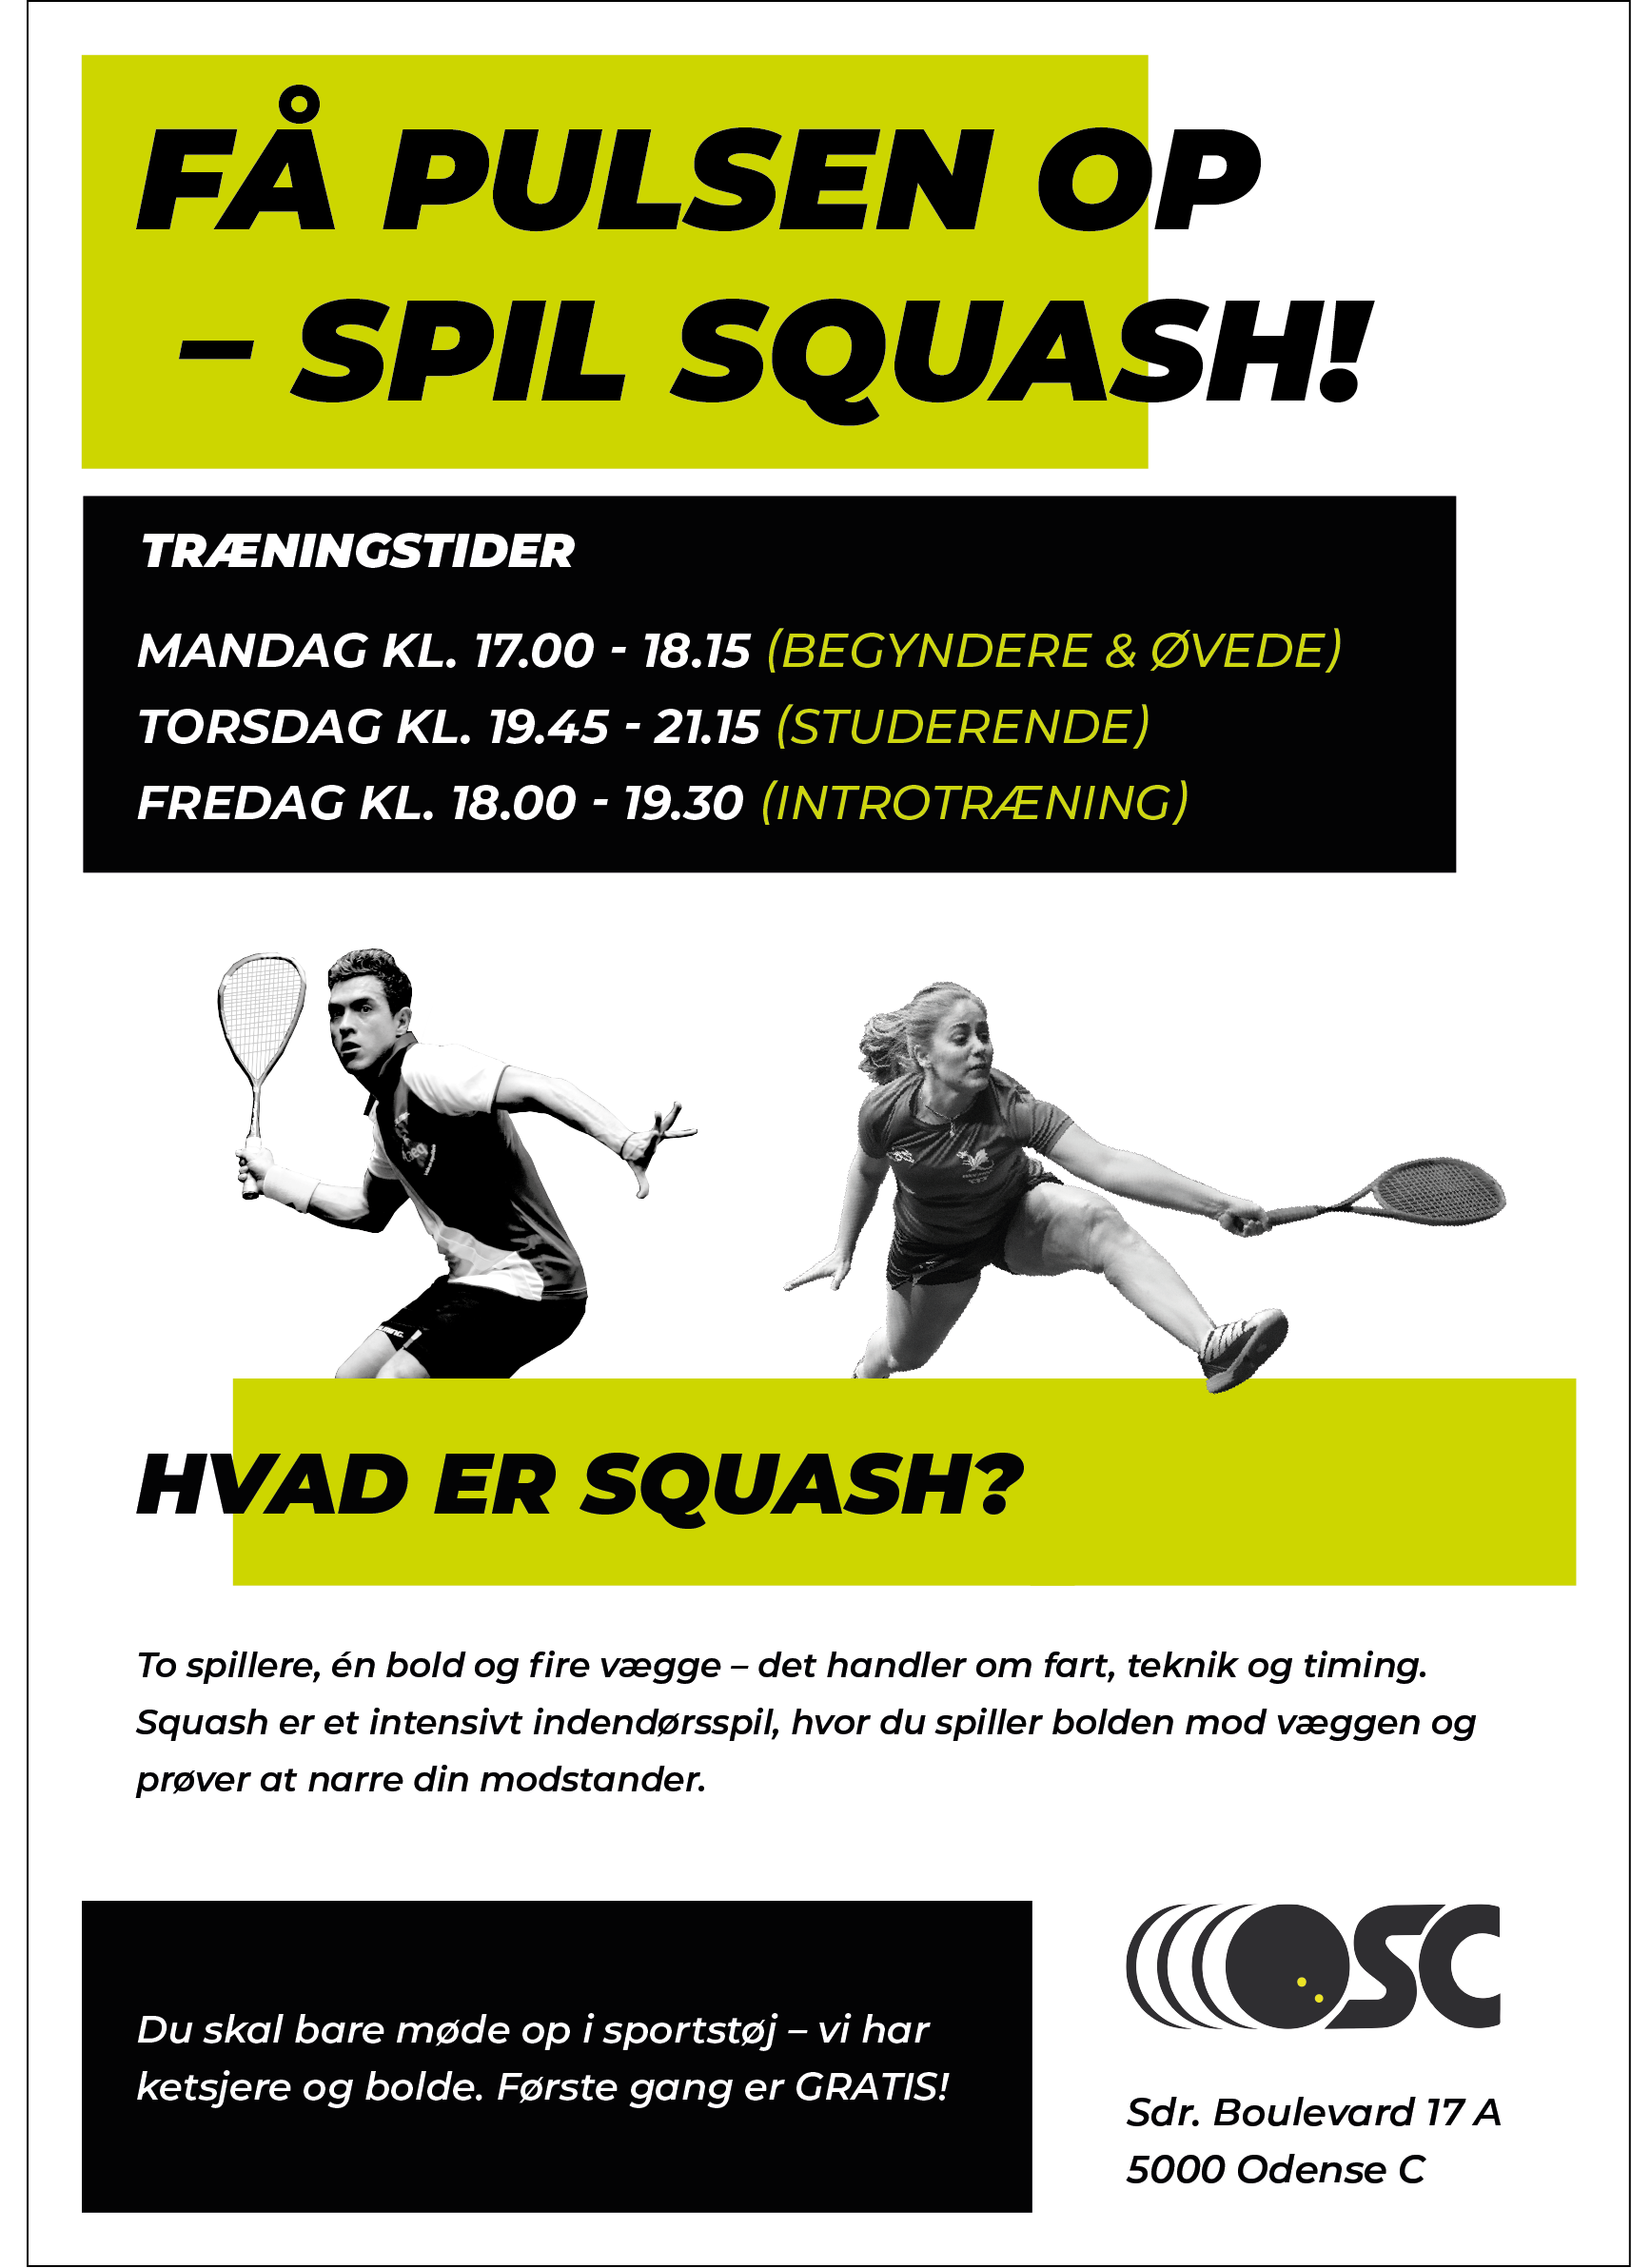 FÅ PULSEN OP
– SPIL SQUASH!
TRÆNINGSTIDER
MANDAG KL. 17.00 - 18.15 (BEGYNDERE & ØVEDE)
TORSDAG KL. 19.45 - 21.15 (STUDERENDE)
FREDAG KL. 18.00 - 19.30 (INTROTRÆNING)
HVAD ER SQUASH?
To spillere, én bold og fire vægge – det handler om fart, teknik og timing.
Squash er et intensivt indendørsspil, hvor du spiller bolden mod væggen og
prøver at narre din modstander.
Du skal bare møde op i sportstøj – vi har
ketsjere og bolde. Første gang er GRATIS!
OSC
Sdr. Boulevard 17 A
5000 Odense C